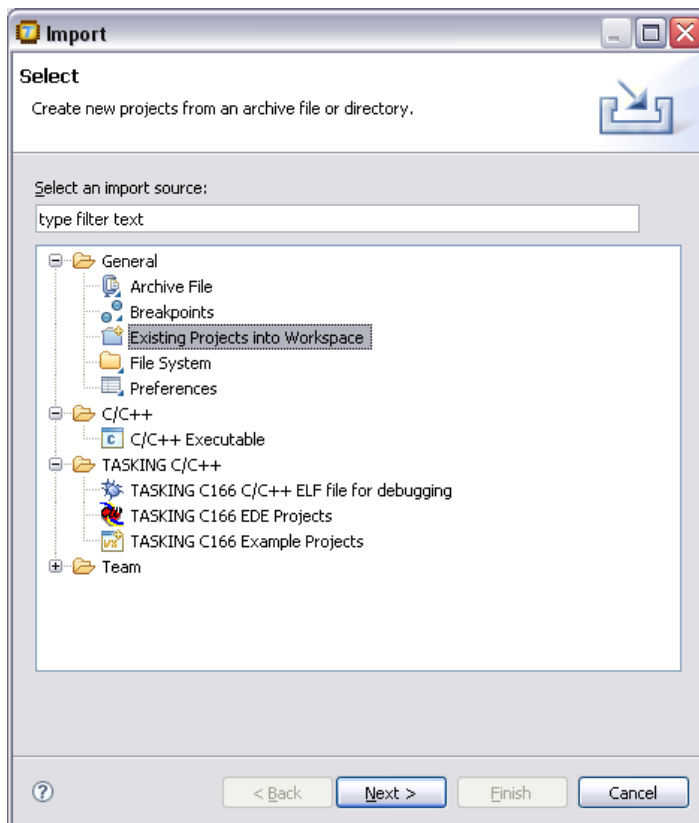 Import
Select
Create new projects from an archive file or directory.
Select an import source:
type filter text
General
Archive File
Breakpoints
Existing Projects into Workspace
File System
Preferences
C/C++
C/C++ Executable
TASKING C/C++
TASKING C166 C/C++ ELF file for debugging
TASKING C166 EDE Projects
TASKING C166 Example Projects
Team
? < Back Next > Finish Cancel